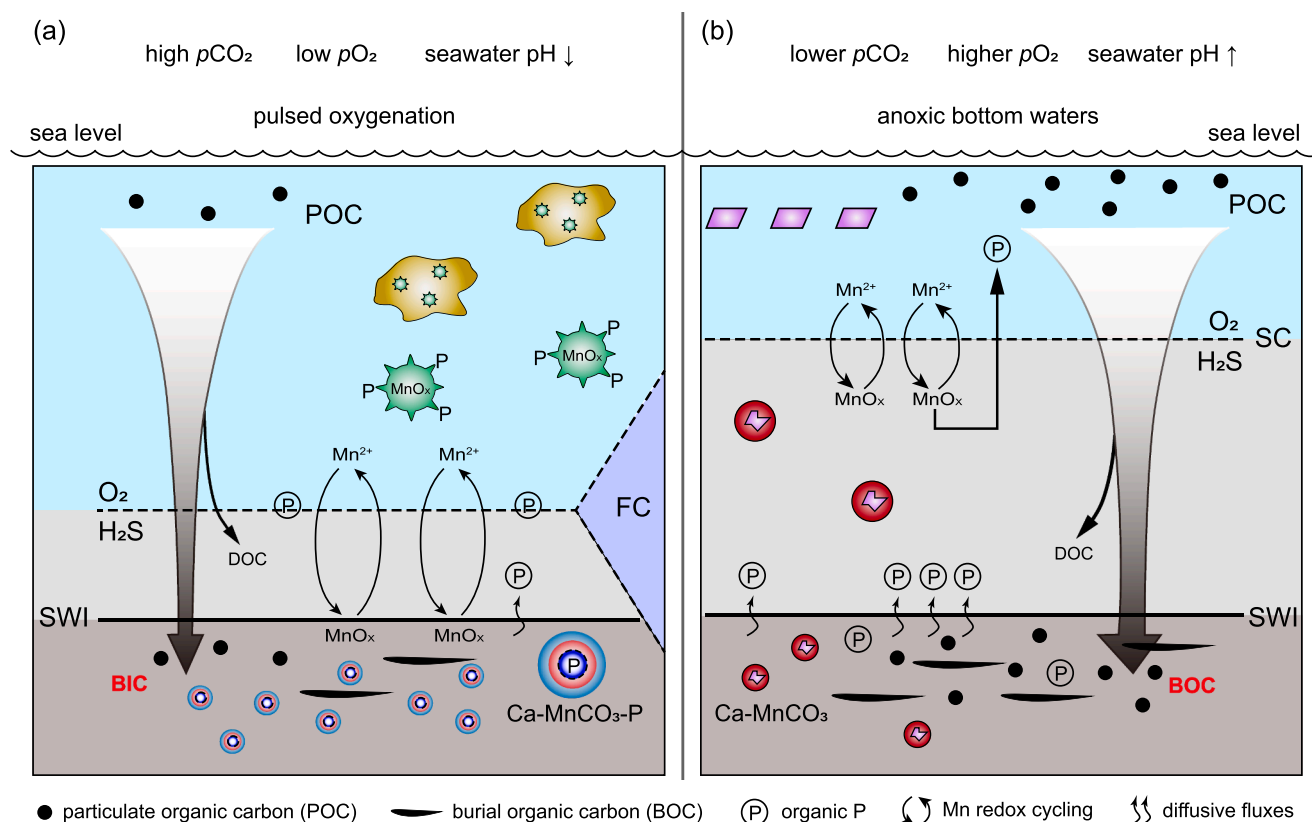 (a)
high pCO₂ low pO₂ seawater pH ↓
pulsed oxygenation
sea level
POC
P
P
MnOₓ
P
P
P
MnOₓ
P
Mn²⁺ Mn²⁺
O₂
P P
H₂S
FC
DOC
P
SWI
MnOₓ MnOₓ
BIC
P
Ca-MnCO₃-P
(b)
lower pCO₂ higher pO₂ seawater pH ↑
anoxic bottom waters
sea level
POC
P
Mn²⁺ Mn²⁺
O₂
SC
H₂S
MnOₓ MnOₓ
DOC
P P P P
SWI
P
P
BOC
Ca-MnCO₃
particulate organic carbon (POC) burial organic carbon (BOC) P organic P Mn redox cycling diffusive fluxes